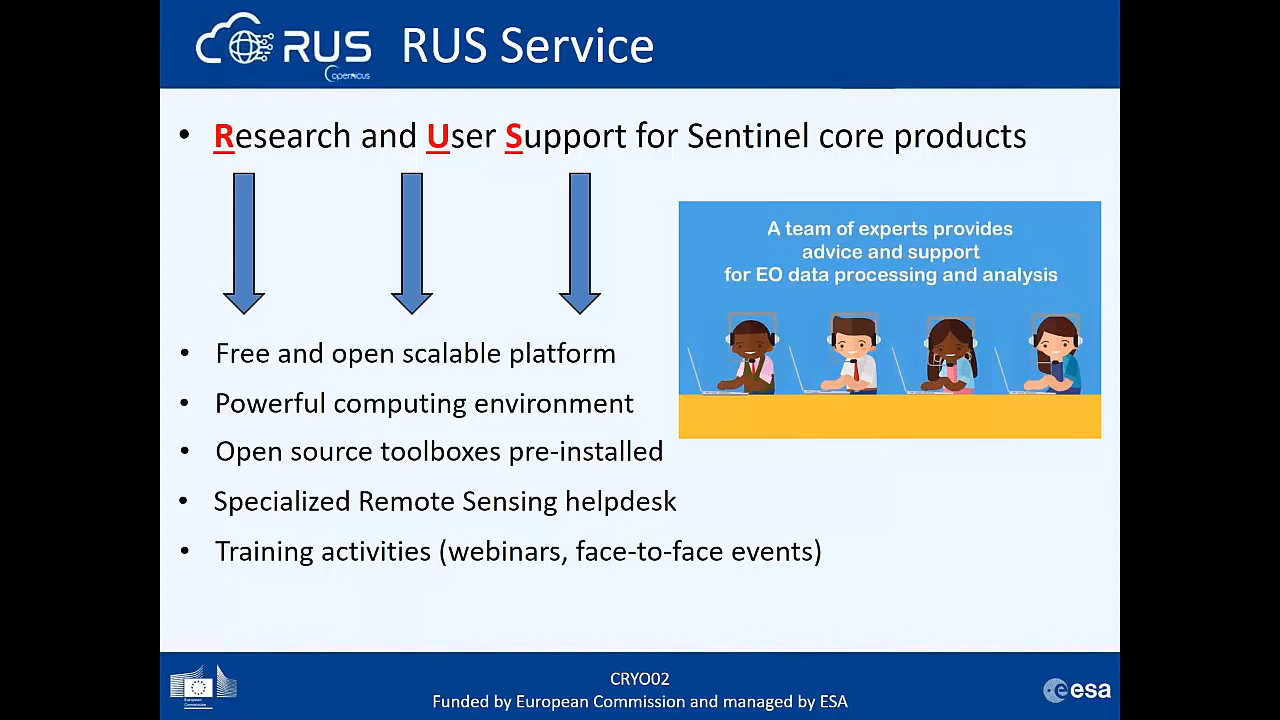 RUS
Copernicus
RUS Service
• Research and User Support for Sentinel core products
A team of experts provides
advice and support
for EO data processing and analysis
• Free and open scalable platform
• Powerful computing environment
• Open source toolboxes pre-installed
• Specialized Remote Sensing helpdesk
• Training activities (webinars, face-to-face events)
European
Commission
CRYO02
Funded by European Commission and managed by ESA
esa